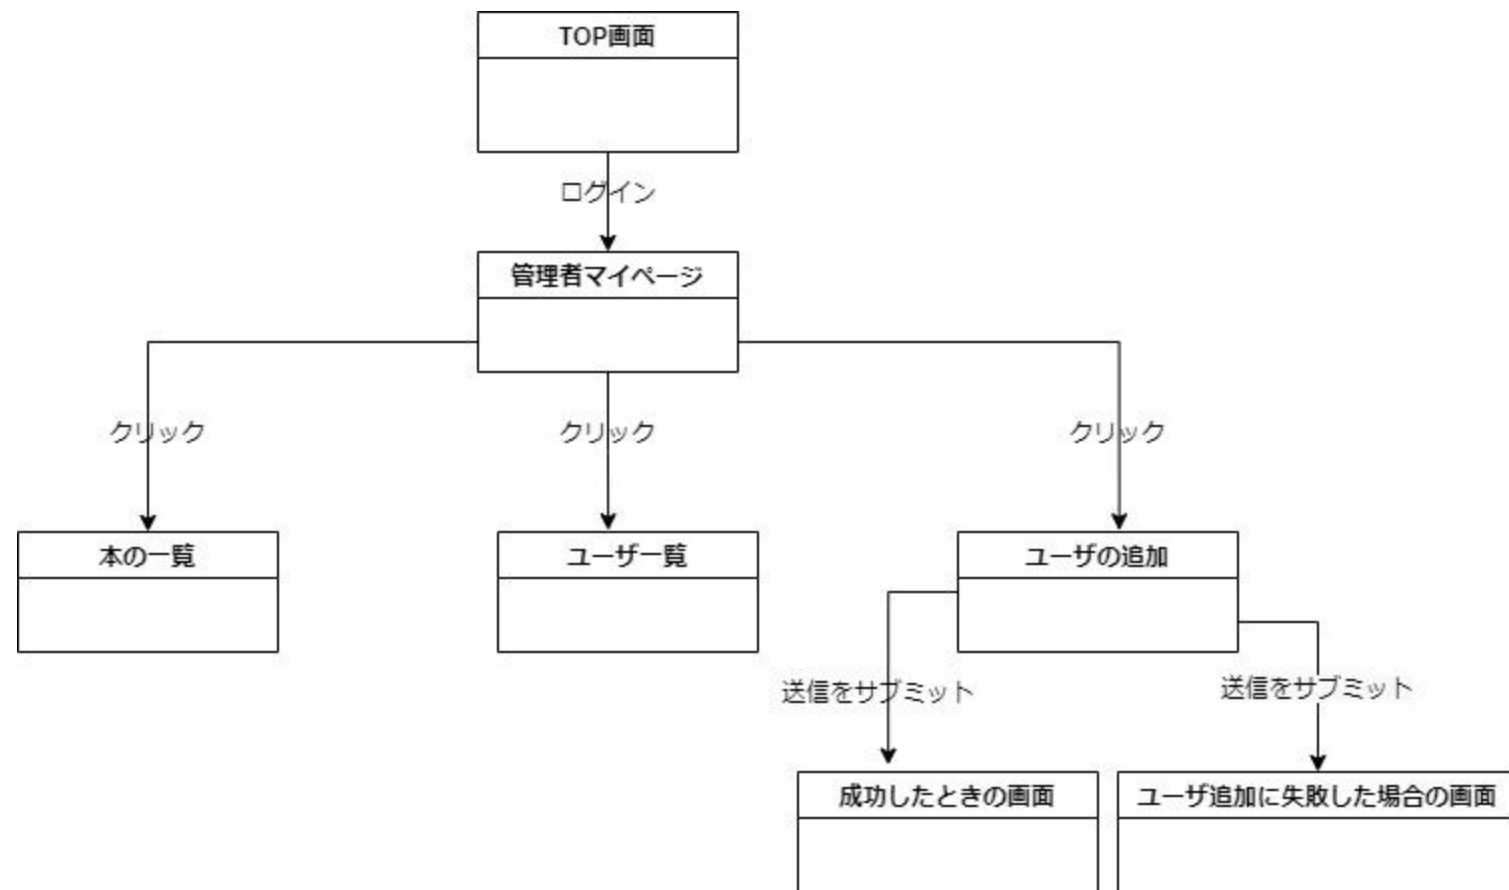 TOP画面
ログイン
管理者マイページ
クリック
クリック
クリック
本の一覧
ユーザ一覧
ユーザの追加
送信をサブミット
送信をサブミット
成功したときの画面
ユーザ追加に失敗した場合の画面